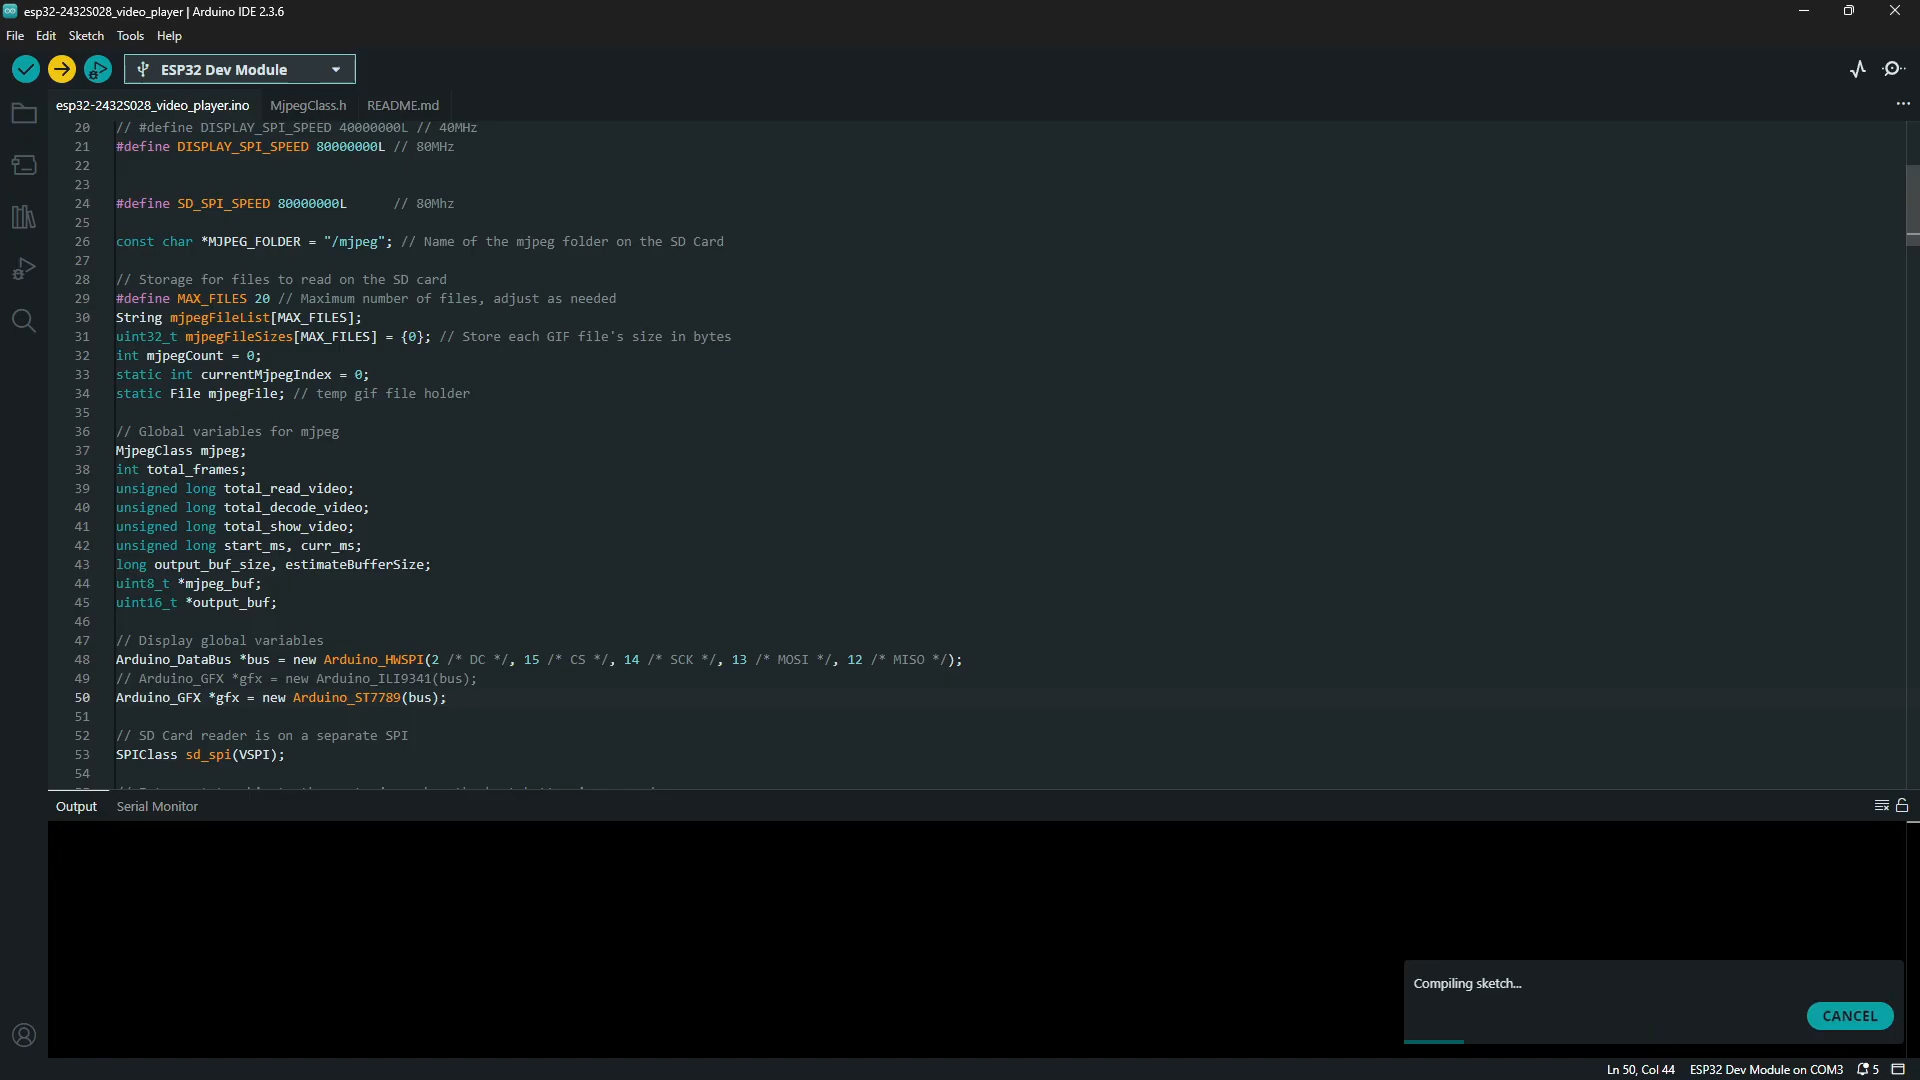 esp32-2432S028_video_player | Arduino IDE 2.3.6
File Edit Sketch Tools Help
ESP32 Dev Module
esp32-2432S028_video_player.ino MjpegClass.h README.md
20 // #define DISPLAY_SPI_SPEED 40000000L // 40MHz
21 #define DISPLAY_SPI_SPEED 80000000L // 80MHz
22
23
24 #define SD_SPI_SPEED 80000000L // 80Mhz
25
26 const char *MJPEG_FOLDER = "/mjpeg"; // Name of the mjpeg folder on the SD Card
27
28 // Storage for files to read on the SD card
29 #define MAX_FILES 20 // Maximum number of files, adjust as needed
30 String mjpegFileList[MAX_FILES];
31 uint32_t mjpegFileSizes[MAX_FILES] = {0}; // Store each GIF file's size in bytes
32 int mjpegCount = 0;
33 static int currentMjpegIndex = 0;
34 static File mjpegFile; // temp gif file holder
35
36 // Global variables for mjpeg
37 MjpegClass mjpeg;
38 int total_frames;
39 unsigned long total_read_video;
40 unsigned long total_decode_video;
41 unsigned long total_show_video;
42 unsigned long start_ms, curr_ms;
43 long output_buf_size, estimateBufferSize;
44 uint8_t *mjpeg_buf;
45 uint16_t *output_buf;
46
47 // Display global variables
48 Arduino_DataBus *bus = new Arduino_HWSPI(2 /* DC */, 15 /* CS */, 14 /* SCK */, 13 /* MOSI */, 12 /* MISO */);
49 // Arduino_GFX *gfx = new Arduino_ILI9341(bus);
50 Arduino_GFX *gfx = new Arduino_ST7789(bus);
51
52 // SD Card reader is on a separate SPI
53 SPIClass sd_spi(VSPI);
54
Output Serial Monitor
Compiling sketch...
CANCEL
Ln 50, Col 44 ESP32 Dev Module on COM3 5